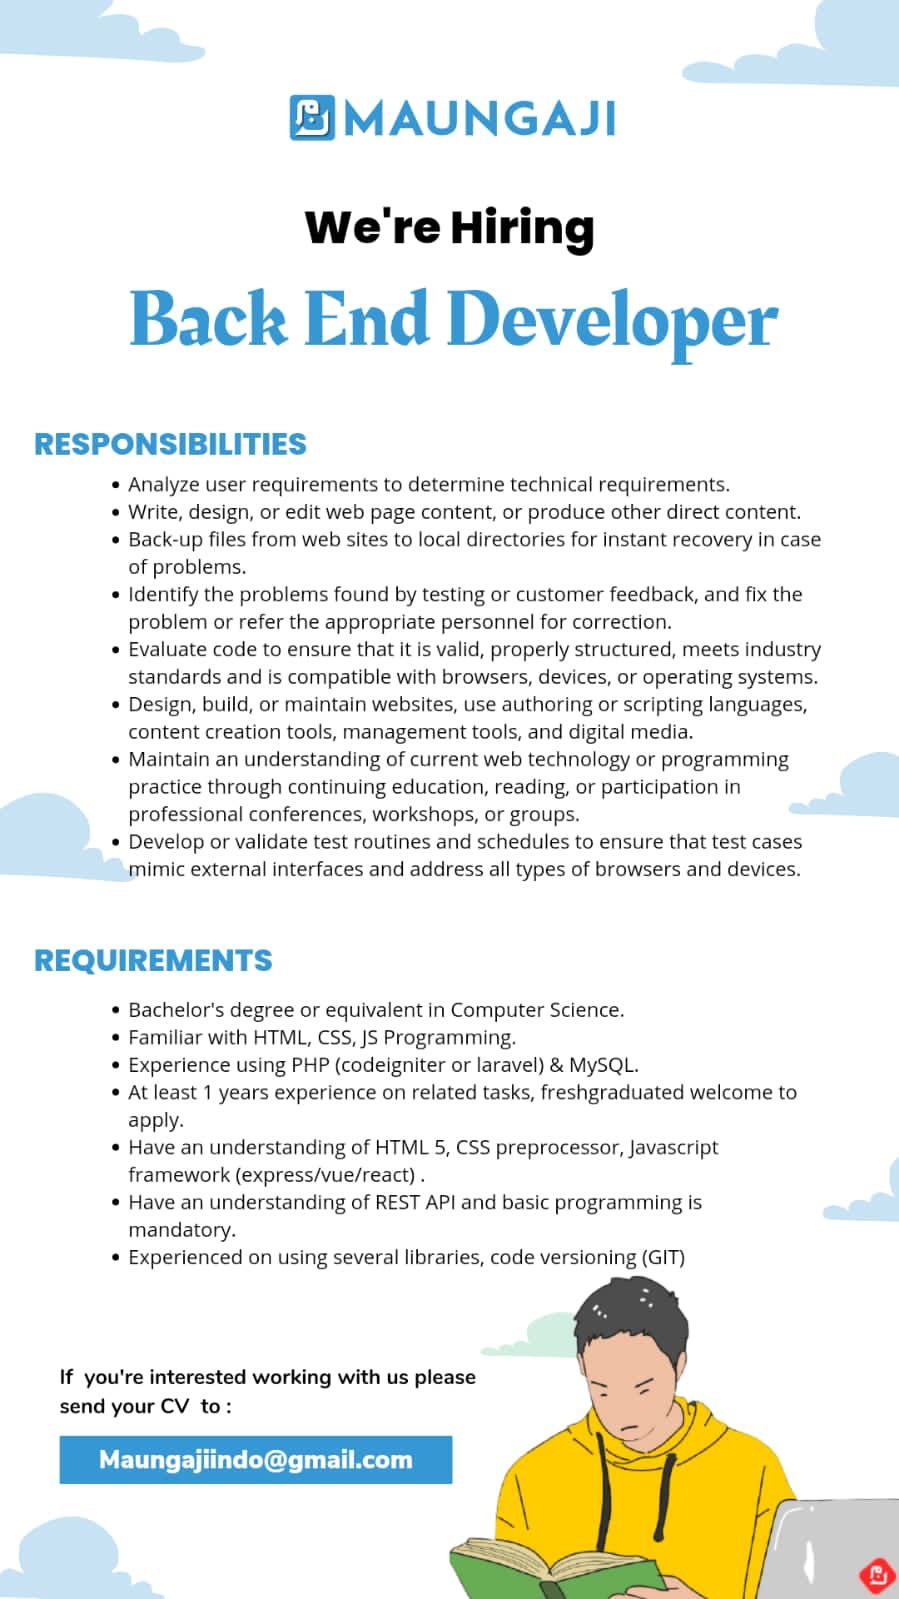 MAUNGAJI
We're Hiring
Back End Developer
RESPONSIBILITIES
• Analyze user requirements to determine technical requirements.
• Write, design, or edit web page content, or produce other direct content.
• Back-up files from web sites to local directories for instant recovery in case
of problems.
• Identify the problems found by testing or customer feedback, and fix the
problem or refer the appropriate personnel for correction.
• Evaluate code to ensure that it is valid, properly structured, meets industry
standards and is compatible with browsers, devices, or operating systems.
• Design, build, or maintain websites, use authoring or scripting languages,
content creation tools, management tools, and digital media.
• Maintain an understanding of current web technology or programming
practice through continuing education, reading, or participation in
professional conferences, workshops, or groups.
• Develop or validate test routines and schedules to ensure that test cases
mimic external interfaces and address all types of browsers and devices.
REQUIREMENTS
• Bachelor's degree or equivalent in Computer Science.
• Familiar with HTML, CSS, JS Programming.
• Experience using PHP (codeigniter or laravel) & MySQL.
• At least 1 years experience on related tasks, freshgraduated welcome to
apply.
• Have an understanding of HTML 5, CSS preprocessor, Javascript
framework (express/vue/react) .
• Have an understanding of REST API and basic programming is
mandatory.
• Experienced on using several libraries, code versioning (GIT)
If you're interested working with us please
send your CV to :
Maungajiindo@gmail.com